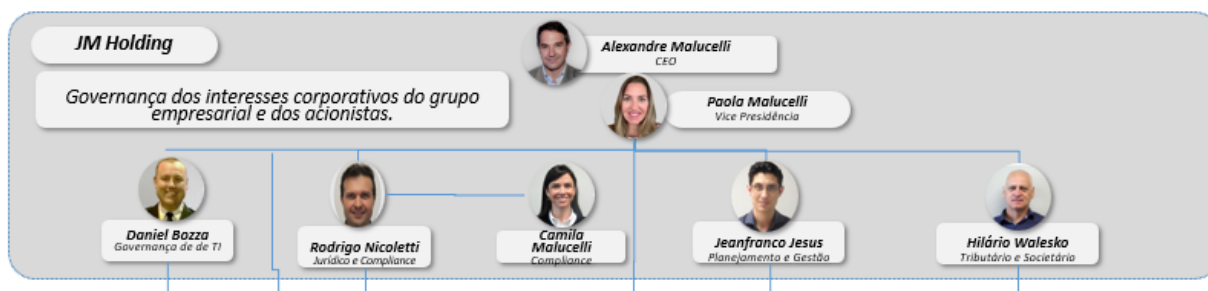 JM Holding
Alexandre Malucelli
CEO
Governança dos interesses corporativos do grupo
empresarial e dos acionistas.
Paola Malucelli
Vice Presidência
Daniel Bozza
Governança de de TI
Rodrigo Nicoletti
Jurídico e Compliance
Camila
Malucelli
Compliance
Jeanfranco Jesus
Planejamento e Gestão
Hilário Walesko
Tributário e Societário